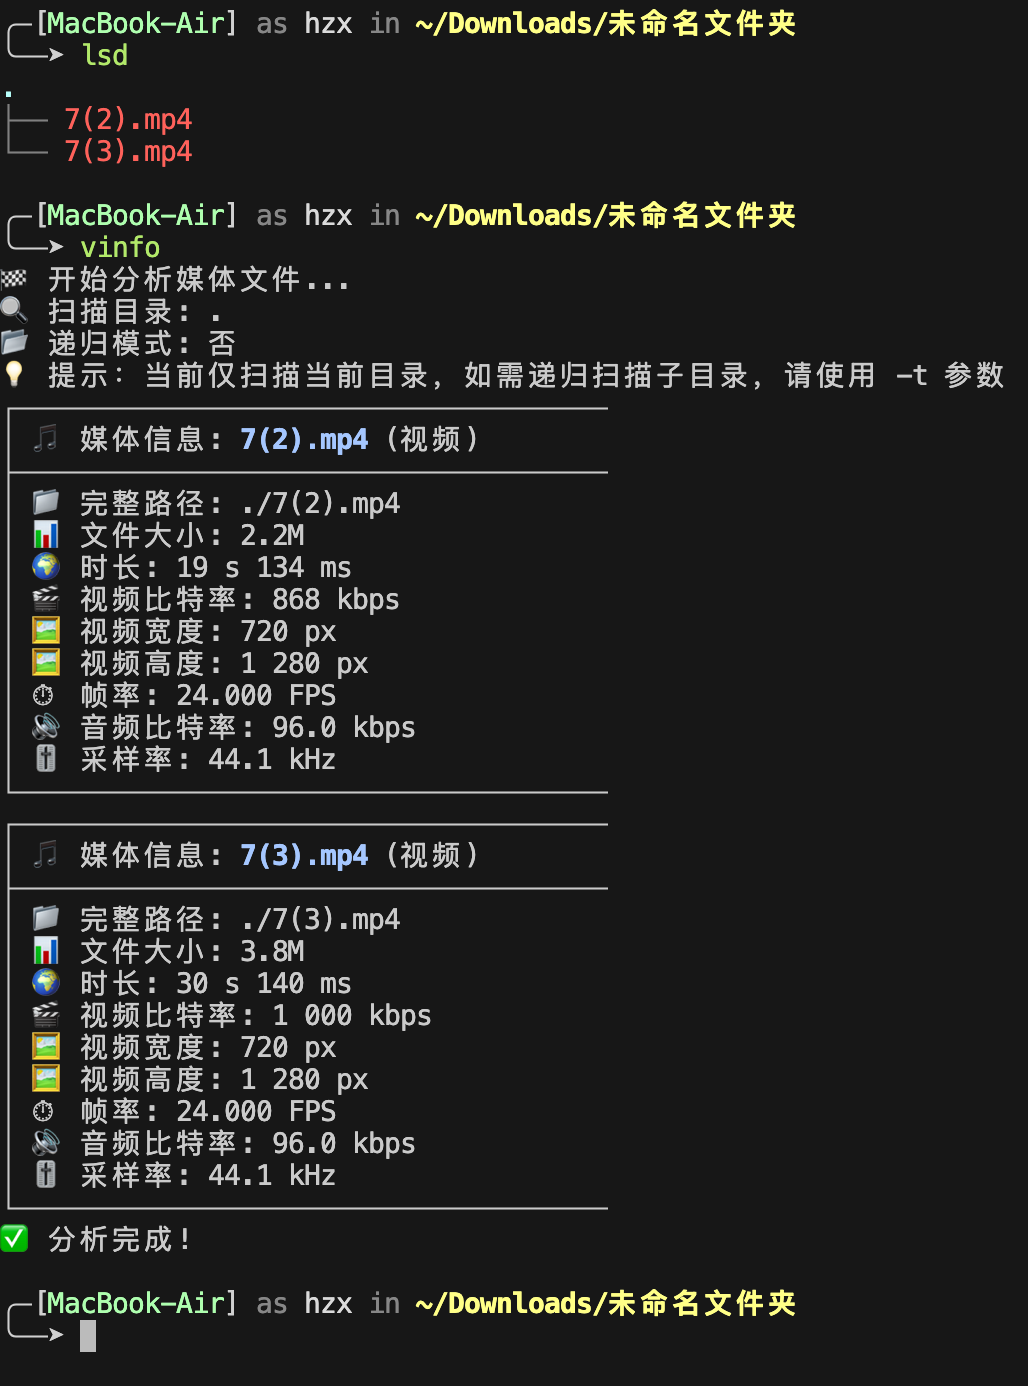 [MacBook-Air] as hzx in ~/Downloads/未命名文件夹
lsd
.
7(2).mp4
7(3).mp4
[MacBook-Air] as hzx in ~/Downloads/未命名文件夹
vinfo
🏁 开始分析媒体文件...
🔍 扫描目录: .
📂 递归模式: 否
💡 提示: 当前仅扫描当前目录, 如需递归扫描子目录, 请使用 -t 参数
🎵 媒体信息: 7(2).mp4 (视频)
📁 完整路径: ./7(2).mp4
📊 文件大小: 2.2M
🌍 时长: 19 s 134 ms
🎬 视频比特率: 868 kbps
🖼️ 视频宽度: 720 px
🖼️ 视频高度: 1 280 px
⏱ 帧率: 24.000 FPS
🔊 音频比特率: 96.0 kbps
🎚 采样率: 44.1 kHz
🎵 媒体信息: 7(3).mp4 (视频)
📁 完整路径: ./7(3).mp4
📊 文件大小: 3.8M
🌍 时长: 30 s 140 ms
🎬 视频比特率: 1 000 kbps
🖼️ 视频宽度: 720 px
🖼️ 视频高度: 1 280 px
⏱ 帧率: 24.000 FPS
🔊 音频比特率: 96.0 kbps
🎚 采样率: 44.1 kHz
✅ 分析完成!
[MacBook-Air] as hzx in ~/Downloads/未命名文件夹